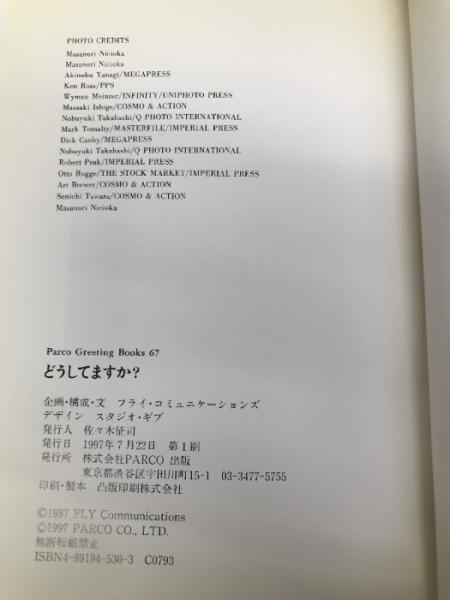 PHOTO CREDITS
Masanori Nicioka
Masanori Nicioka
Akinobu Yanagi/MEGAPRESS
Ken Ross/PPS
Wyman Meinzer/INFINITY/UNIPHOTO PRESS
Masaaki Ishige/COSMO & ACTION
Nobuyuki Takahashi/Q PHOTO INTERNATIONAL
Mark Tomalty/MASTERFILE/IMPERIAL PRESS
Dick Canby/MEGAPRESS
Nobuyuki Takahashi/Q PHOTO INTERNATIONAL
Robert Peak/IMPERIAL PRESS
Otto Rogge/THE STOCK MARKET/IMPERIAL PRESS
Art Brewer/COSMO & ACTION
Senichi Tawara/COSMO & ACTION
Masanori Nicioka
Parco Greeting Books 67
どうしてますか?
企画・構成・文 フライ・コミュニケーションズ
デザイン スタジオ・ギブ
発行人 佐々木征司
発行日 1997年7月22日 第1刷
発行所 株式会社PARCO 出版
東京都渋谷区宇田川町15-1 03-3477-5755
印刷・製本 凸版印刷株式会社
©1997 FLY Communications
©1997 PARCO CO., LTD.
無断転載禁止
ISBN4-89194-530-3 C0793